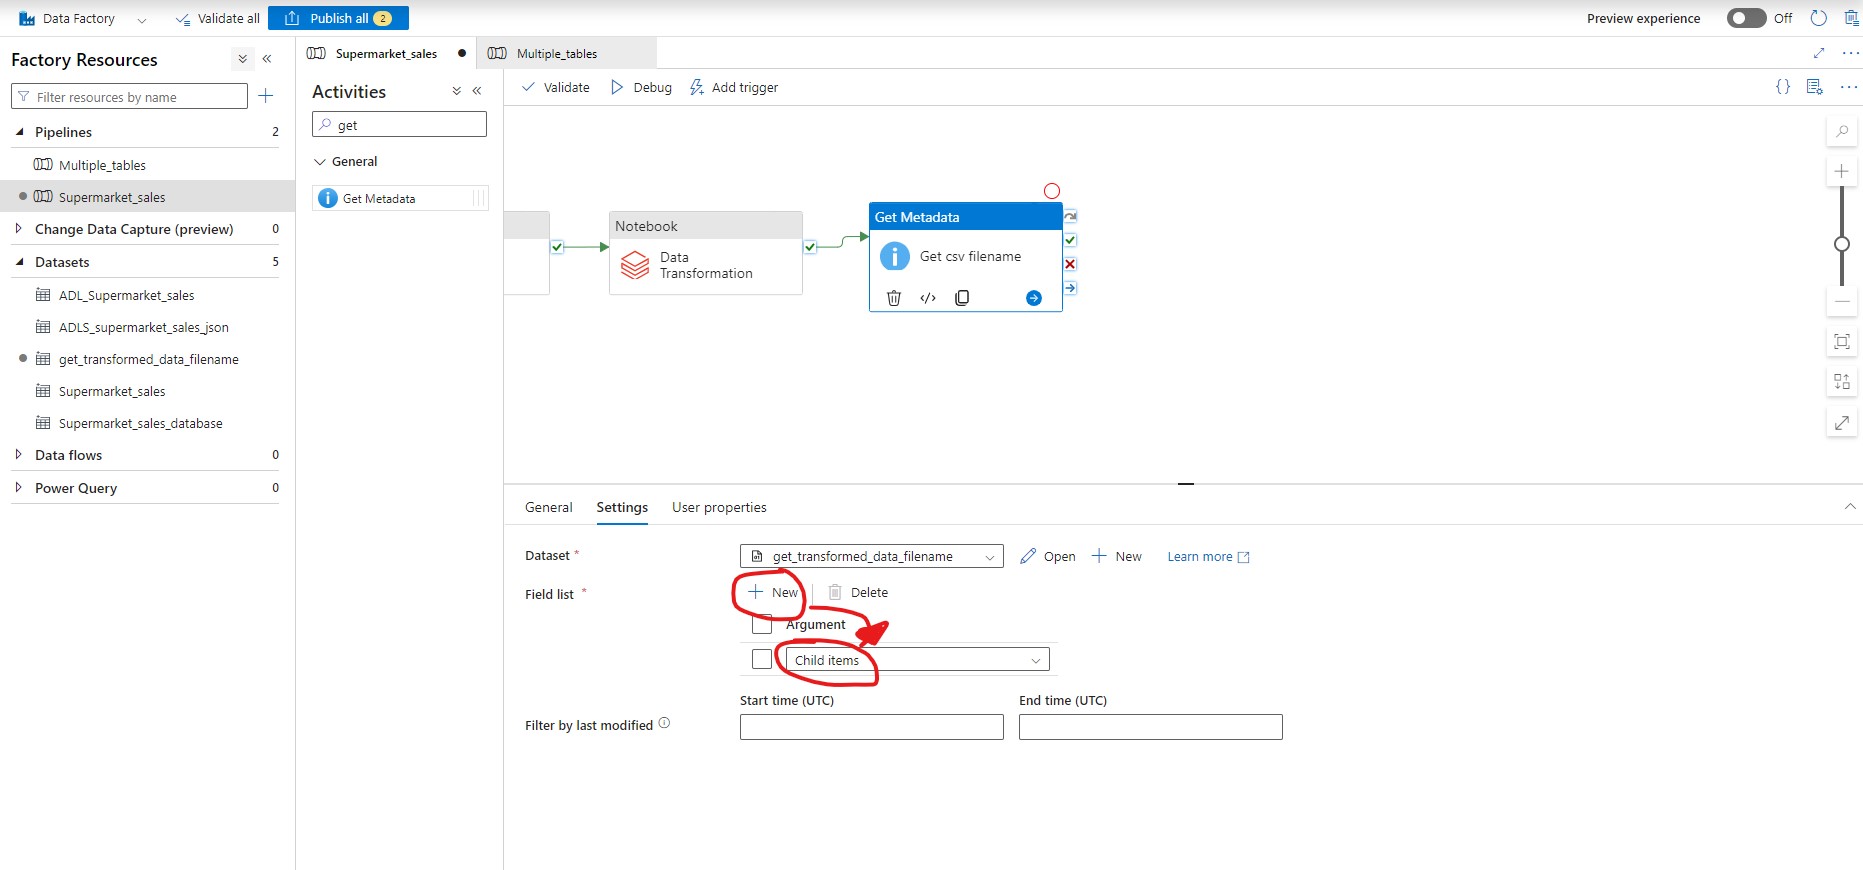 Data Factory
Validate all
Publish all 2
Preview experience
Off
Factory Resources
Filter resources by name
Pipelines 2
Multiple_tables
Supermarket_sales
Change Data Capture (preview) 0
Datasets 5
ADL_Supermarket_sales
ADLS_supermarket_sales_json
get_transformed_data_filename
Supermarket_sales
Supermarket_sales_database
Data flows 0
Power Query 0
Supermarket_sales
Multiple_tables
Activities
get
General
Get Metadata
Validate
Debug
Add trigger
Notebook
Data
Transformation
Get Metadata
Get csv filename
General
Settings
User properties
Dataset *
get_transformed_data_filename
Open
New
Learn more
Field list *
New
Delete
Argument
Child items
Start time (UTC)
End time (UTC)
Filter by last modified